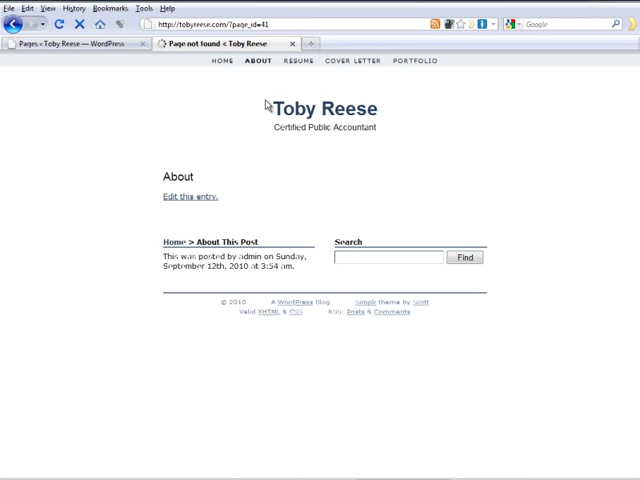 File Edit View History Bookmarks Tools Help
http://tobyreese.com/?page_id=41
Google
Pages ‹ Toby Reese — WordPress
Page not found < Toby Reese
HOME ABOUT RESUME COVER LETTER PORTFOLIO
Toby Reese
Certified Public Accountant
About
Edit this entry.
Home > About This Post
This was posted by admin on Sunday,
September 12th, 2010 at 3:54 am.
Search
Find
© 2010 A WordPress Blog Simplr theme by Scott
Valid XHTML & CSS RSS: Posts & Comments